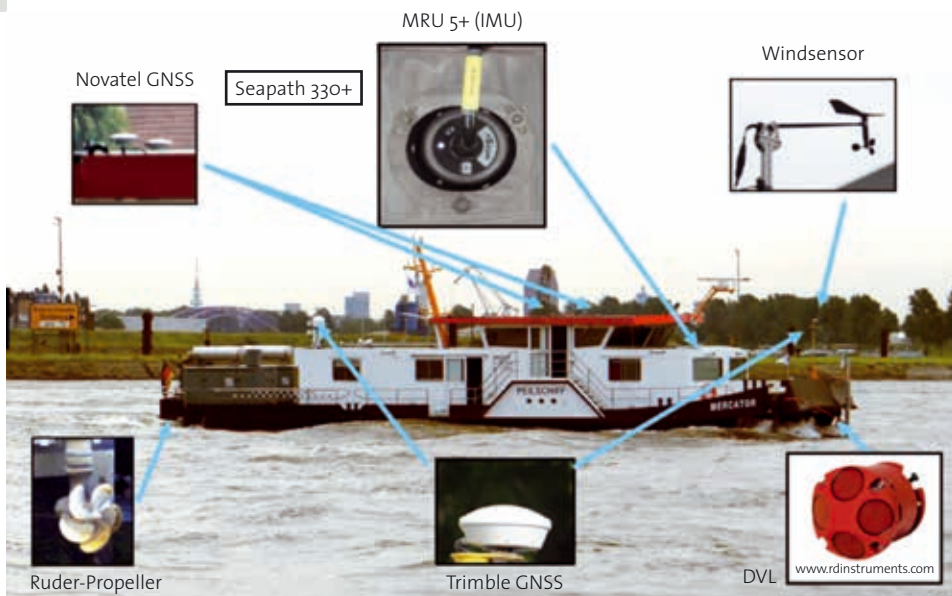 MRU 5+ (IMU)
Novatel GNSS
Seapath 330+
Windsensor
PEILSCHIFF
MERCATOR
Ruder-Propeller
Trimble GNSS
DVL
www.rdinstruments.com